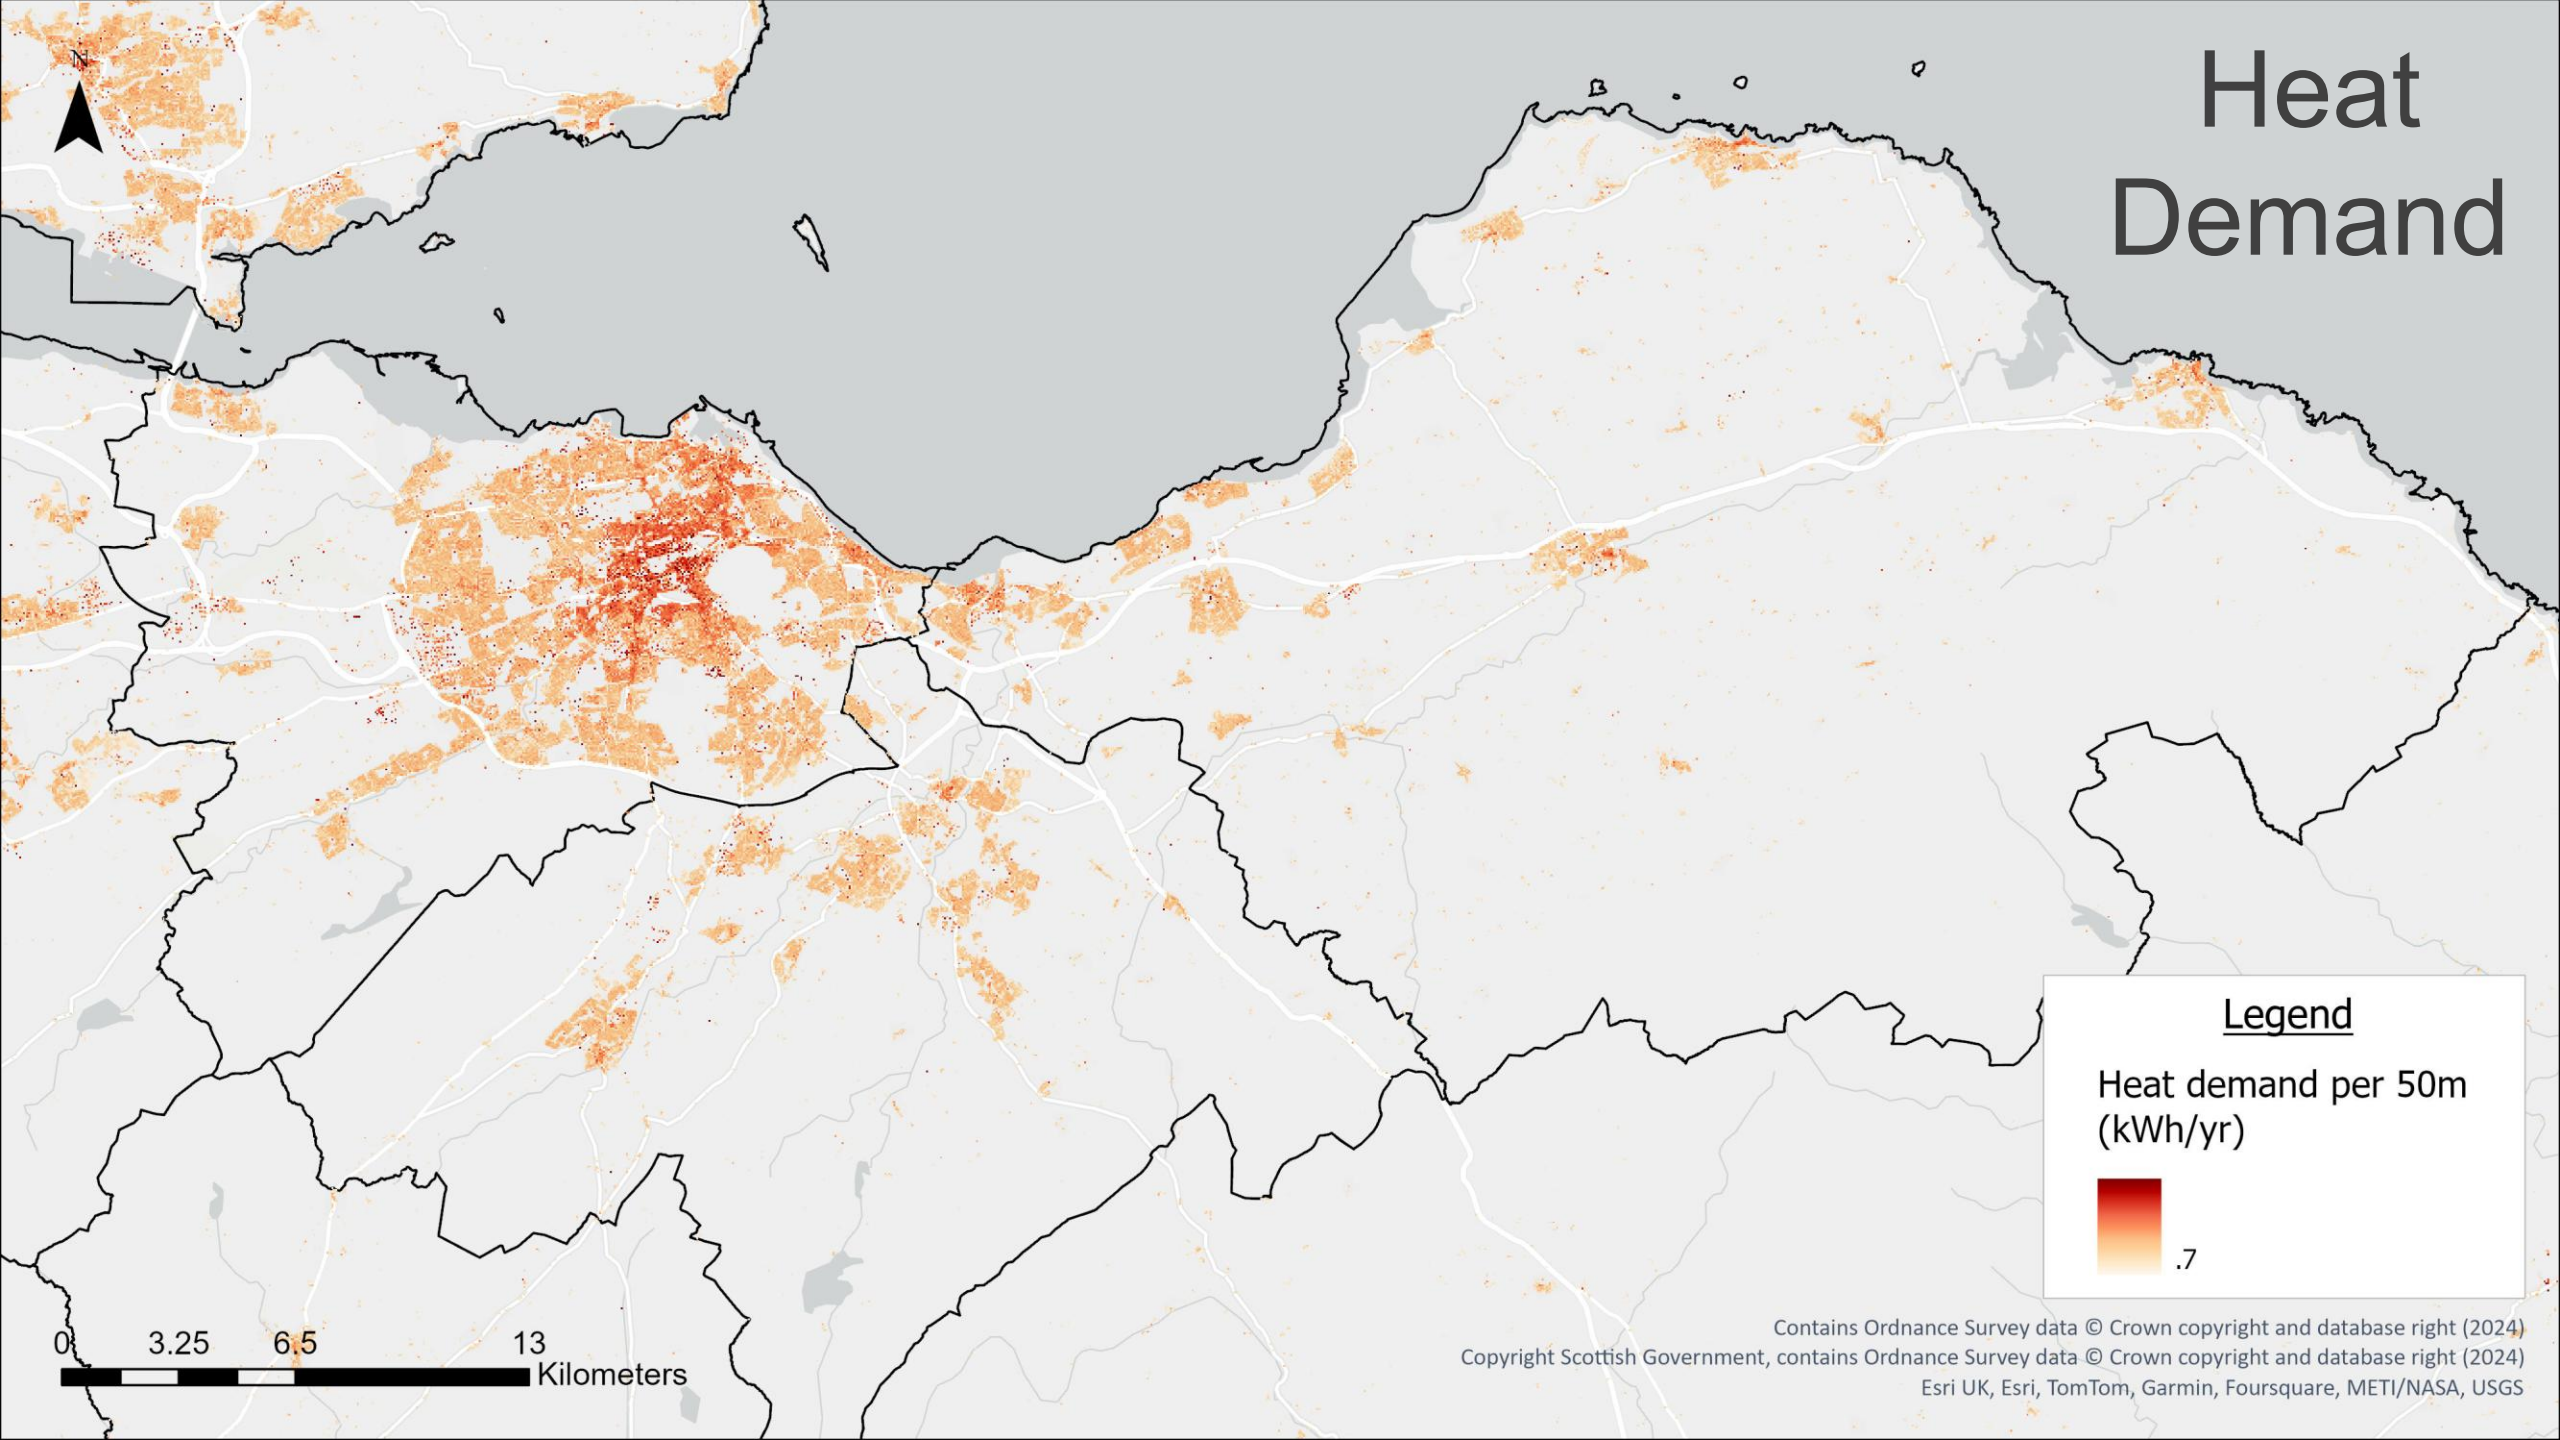 N
Heat
Demand
Legend
Heat demand per 50m
(kWh/yr)
.7
0 3.25 6.5 13
Kilometers
Contains Ordnance Survey data © Crown copyright and database right (2024)
Copyright Scottish Government, contains Ordnance Survey data © Crown copyright and database right (2024)
Esri UK, Esri, TomTom, Garmin, Foursquare, METI/NASA, USGS